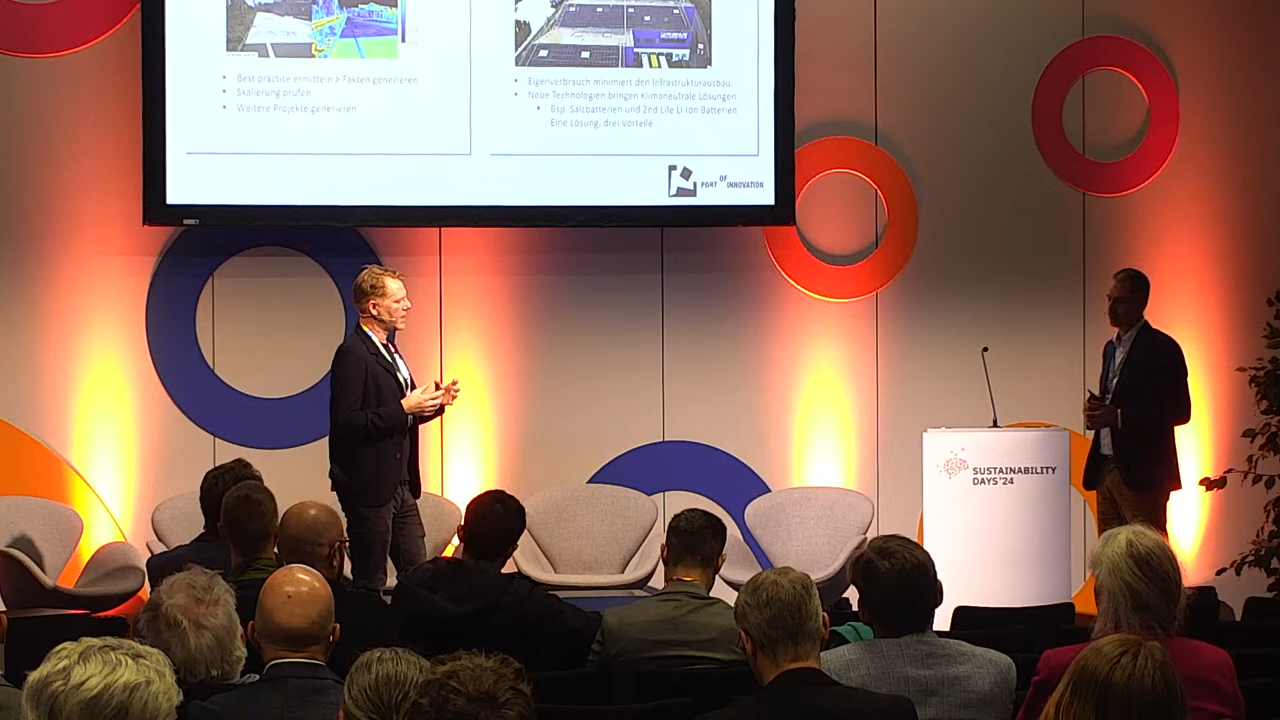 Best practise ermitteln > Fakten generieren
Skalierung prüfen
Weitere Projekte generieren
Eigenverbrauch minimiert den Infrastrukturausbau.
Neue Technologien bringen Klimaneutrale Lösungen.
Bsp. Salzbatterien und 2nd Life Li-Ion Batterien
Eine Lösung, drei Vorteile.
PORT OF INNOVATION
SUSTAINABILITY
DAYS'24